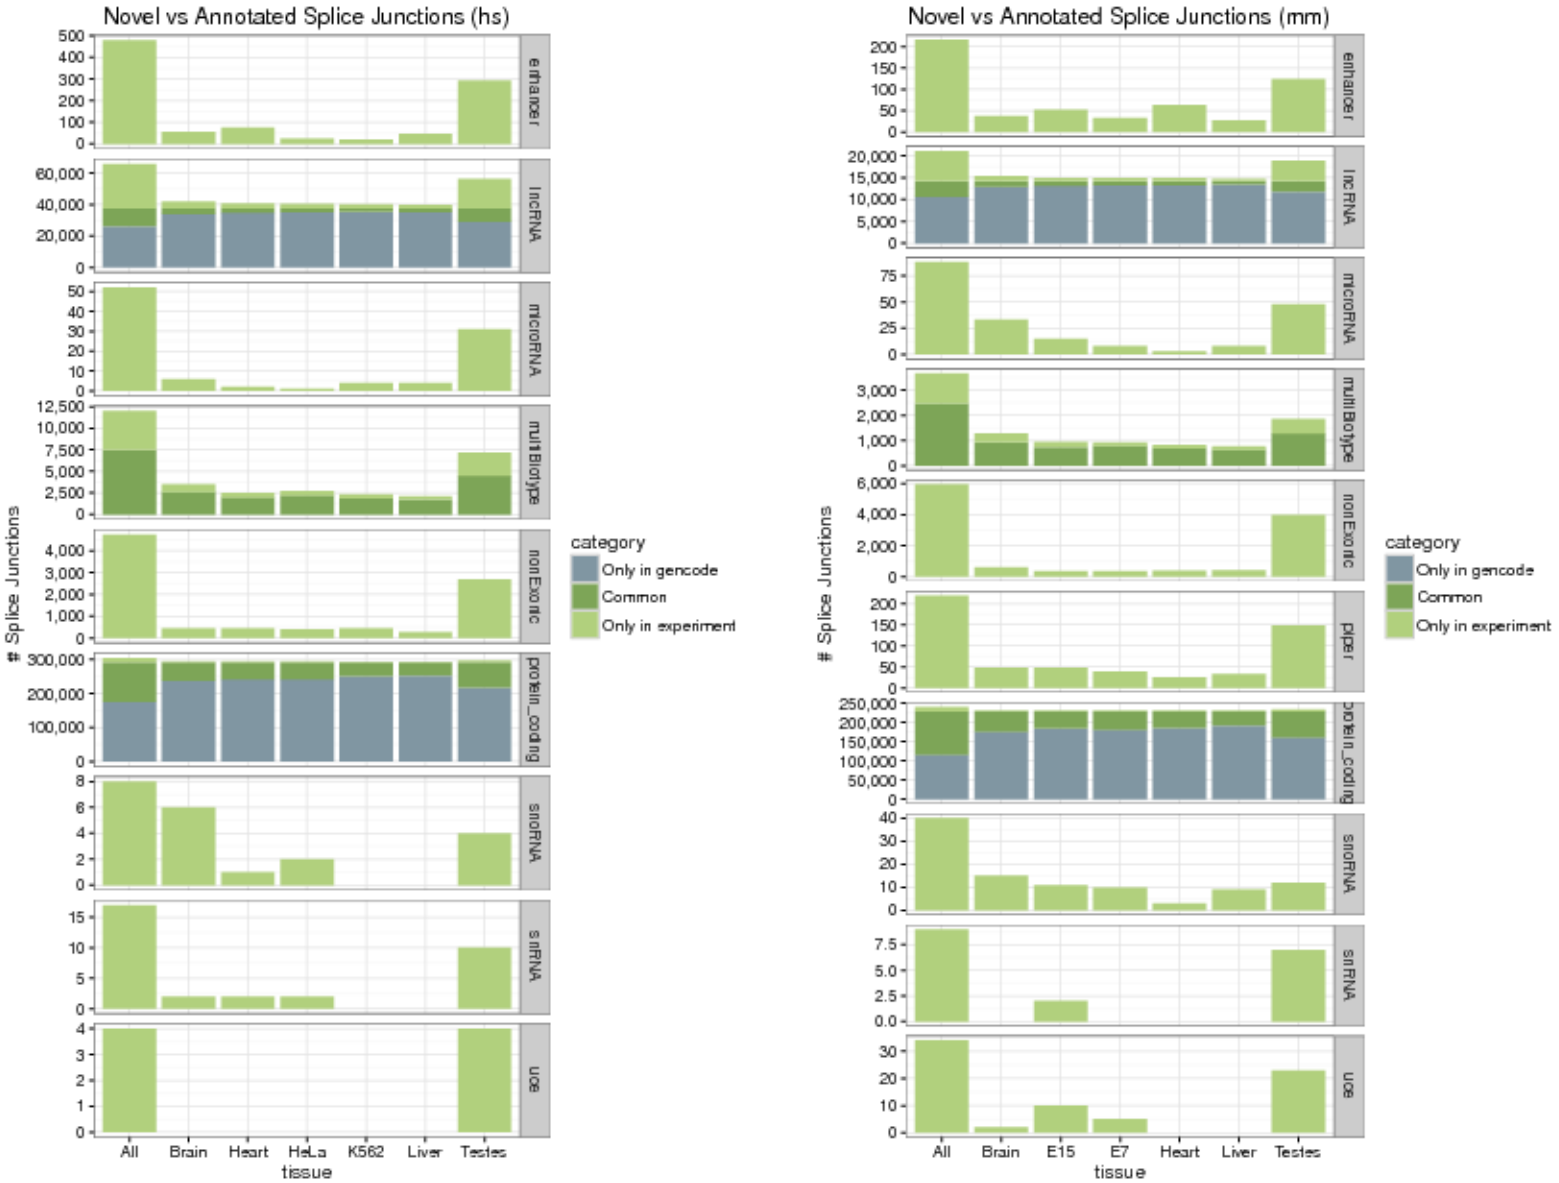 Novel vs Annotated Splice Junctions (hs)
# Splice Junctions
500
400
300
200
100
0
enhancer
60,000
40,000
20,000
0
lncRNA
50
40
30
20
10
0
microRNA
12,500
10,000
7,500
5,000
2,500
0
multiBiotype
4,000
3,000
2,000
1,000
0
nonExonic
300,000
200,000
100,000
0
protein_coding
8
6
4
2
0
snoRNA
15
10
5
0
snRNA
4
3
2
1
0
uce
All Brain Heart HeLa K562 Liver Testes
tissue
category
Only in gencode
Common
Only in experiment
Novel vs Annotated Splice Junctions (mm)
# Splice Junctions
200
150
100
50
0
enhancer
20,000
15,000
10,000
5,000
0
lncRNA
75
50
25
0
microRNA
3,000
2,000
1,000
0
multiBiotype
6,000
4,000
2,000
0
nonExonic
200
150
100
50
0
piper
250,000
200,000
150,000
100,000
50,000
0
protein_coding
40
30
20
10
0
snoRNA
7.5
5.0
2.5
0.0
snRNA
30
20
10
0
uce
All Brain E15 E7 Heart Liver Testes
tissue
category
Only in gencode
Common
Only in experiment